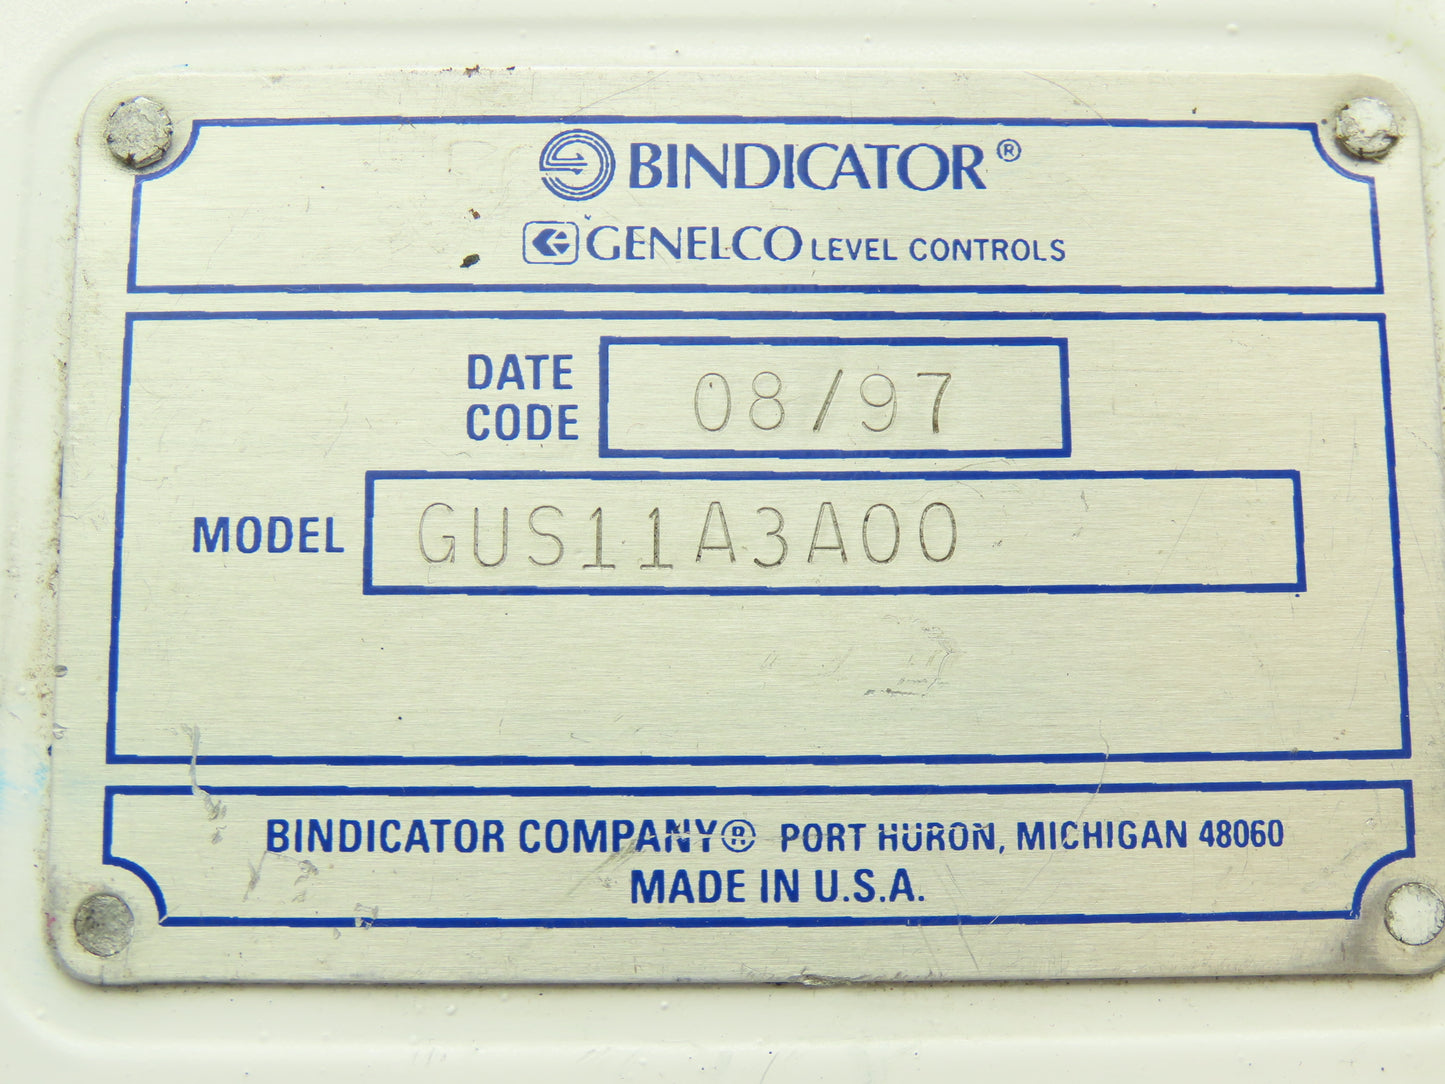 BINDICATOR®
GENELCO LEVEL CONTROLS
DATE CODE 08/97
MODEL GUS11A3A00
BINDICATOR COMPANY® PORT HURON, MICHIGAN 48060
MADE IN U.S.A.